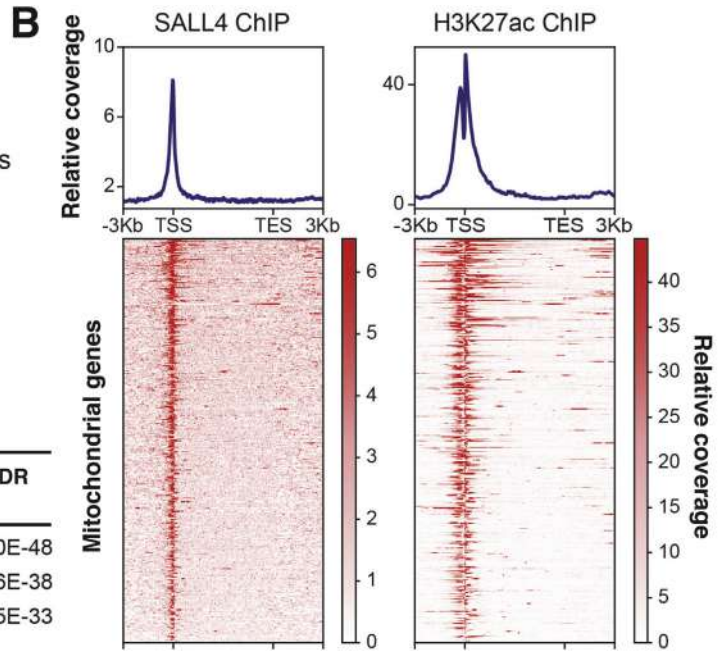 B
SALL4 ChIP
H3K27ac ChIP
Relative coverage
10
6
2
40
0
-3Kb TSS TES 3Kb
-3Kb TSS TES 3Kb
Mitochondrial genes
6
5
4
3
2
1
0
40
35
30
25
20
15
10
5
0
Relative coverage
S
DR
0E-48
6E-38
5E-33